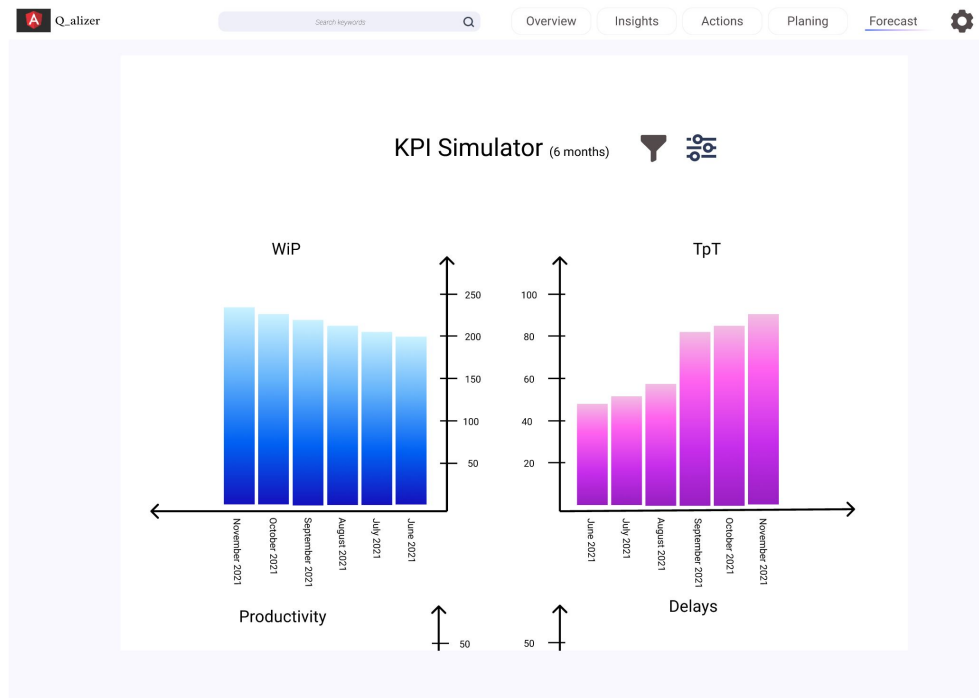 Q_alizer
Search keywords
Overview
Insights
Actions
Planing
Forecast
KPI Simulator (6 months)
WiP
250
200
150
100
50
November 2021
October 2021
September 2021
August 2021
July 2021
June 2021
TpT
100
80
60
40
20
June 2021
July 2021
August 2021
September 2021
October 2021
November 2021
Productivity
50
Delays
50